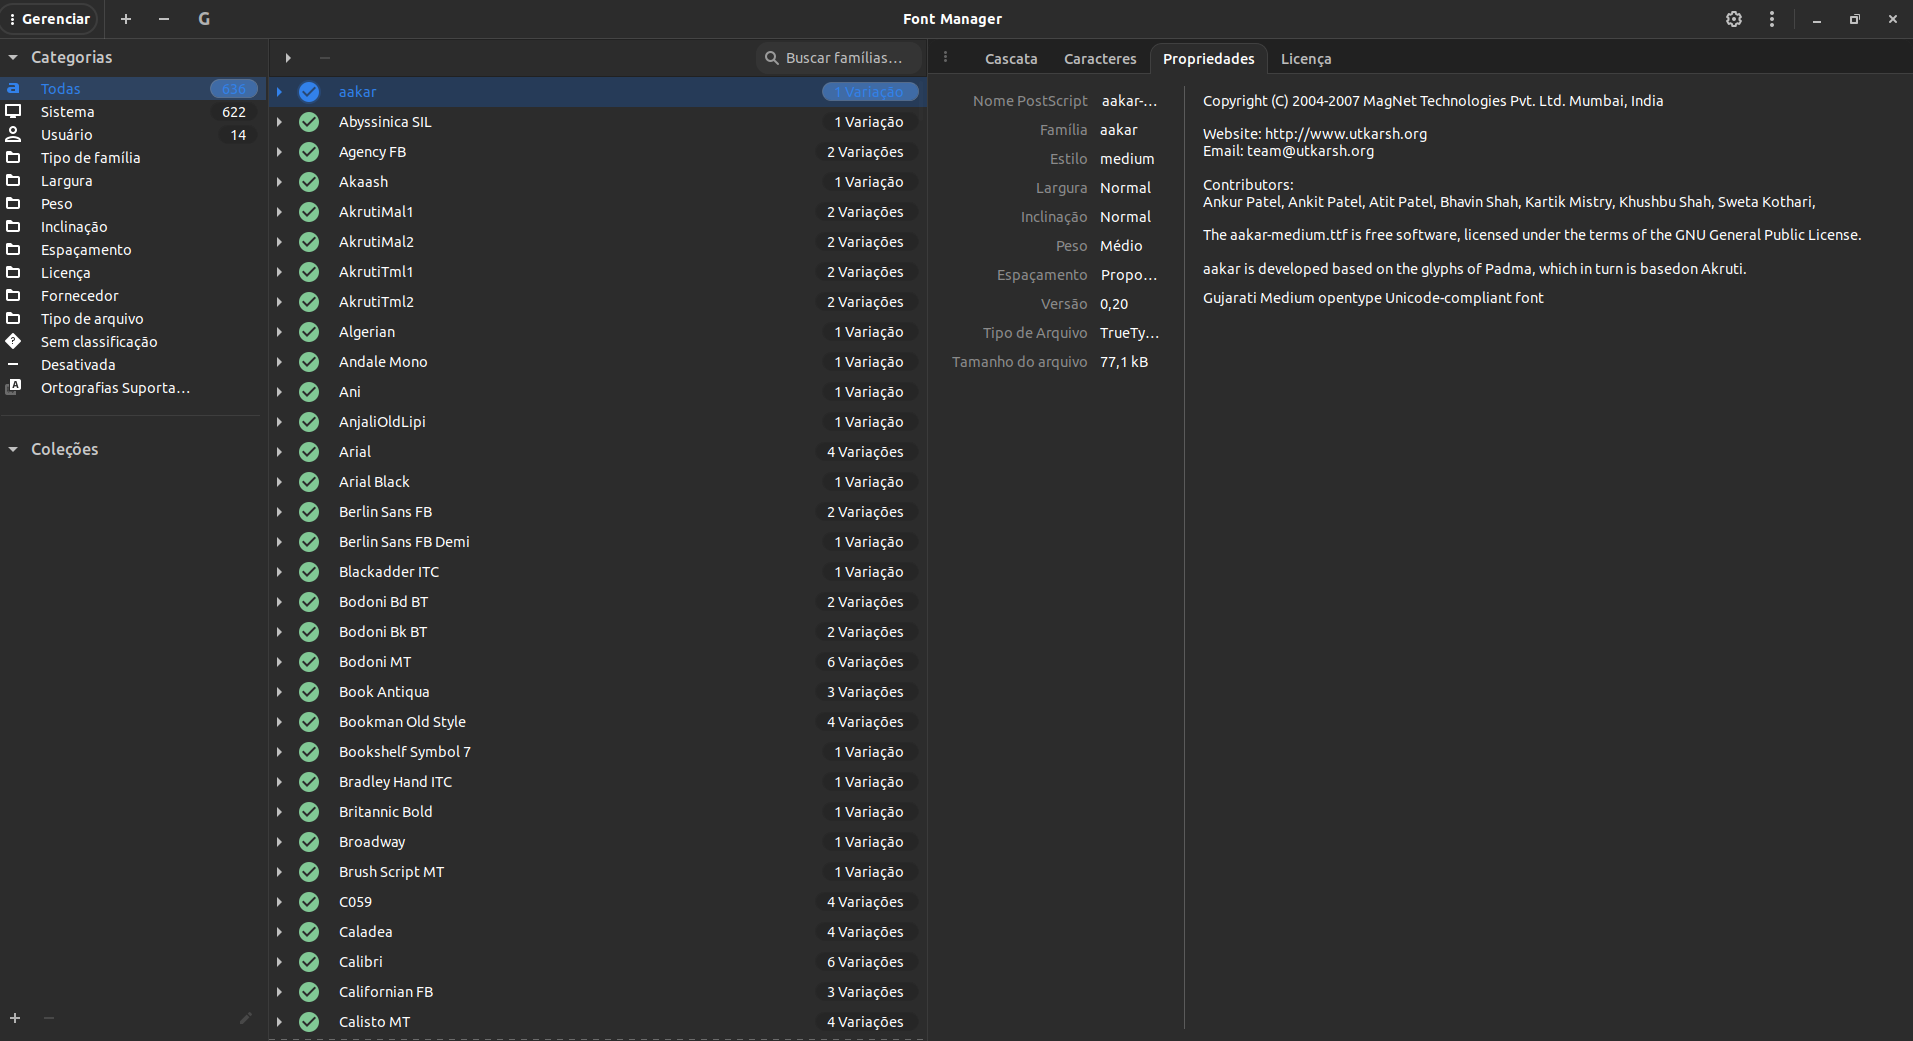 Gerenciar
G
Font Manager
Categorias
Todas 636
Sistema 622
Usuário 14
Tipo de família
Largura
Peso
Inclinação
Espaçamento
Licença
Fornecedor
Tipo de arquivo
Sem classificação
Desativada
Ortografias Suporta...
Coleções
Buscar famílias...
aakar 1 Variação
Abyssinica SIL 1 Variação
Agency FB 2 Variações
Akaash 1 Variação
AkrutiMal1 2 Variações
AkrutiMal2 2 Variações
AkrutiTml1 2 Variações
AkrutiTml2 2 Variações
Algerian 1 Variação
Andale Mono 1 Variação
Ani 1 Variação
AnjaliOldLipi 1 Variação
Arial 4 Variações
Arial Black 1 Variação
Berlin Sans FB 2 Variações
Berlin Sans FB Demi 1 Variação
Blackadder ITC 1 Variação
Bodoni Bd BT 2 Variações
Bodoni Bk BT 2 Variações
Bodoni MT 6 Variações
Book Antiqua 3 Variações
Bookman Old Style 4 Variações
Bookshelf Symbol 7 1 Variação
Bradley Hand ITC 1 Variação
Britannic Bold 1 Variação
Broadway 1 Variação
Brush Script MT 1 Variação
C059 4 Variações
Caladea 4 Variações
Calibri 6 Variações
Californian FB 3 Variações
Calisto MT 4 Variações
Cascata Caracteres Propriedades Licença
Nome PostScript aakar-...
Família aakar
Estilo medium
Largura Normal
Inclinação Normal
Peso Médio
Espaçamento Propo...
Versão 0,20
Tipo de Arquivo TrueTy...
Tamanho do arquivo 77,1 kB
Copyright (C) 2004-2007 MagNet Technologies Pvt. Ltd. Mumbai, India
Website: http://www.utkarsh.org
Email: team@utkarsh.org
Contributors:
Ankur Patel, Ankit Patel, Atit Patel, Bhavin Shah, Kartik Mistry, Khushbu Shah, Sweta Kothari,
The aakar-medium.ttf is free software, licensed under the terms of the GNU General Public License.
aakar is developed based on the glyphs of Padma, which in turn is basedon Akruti.
Gujarati Medium opentype Unicode-compliant font